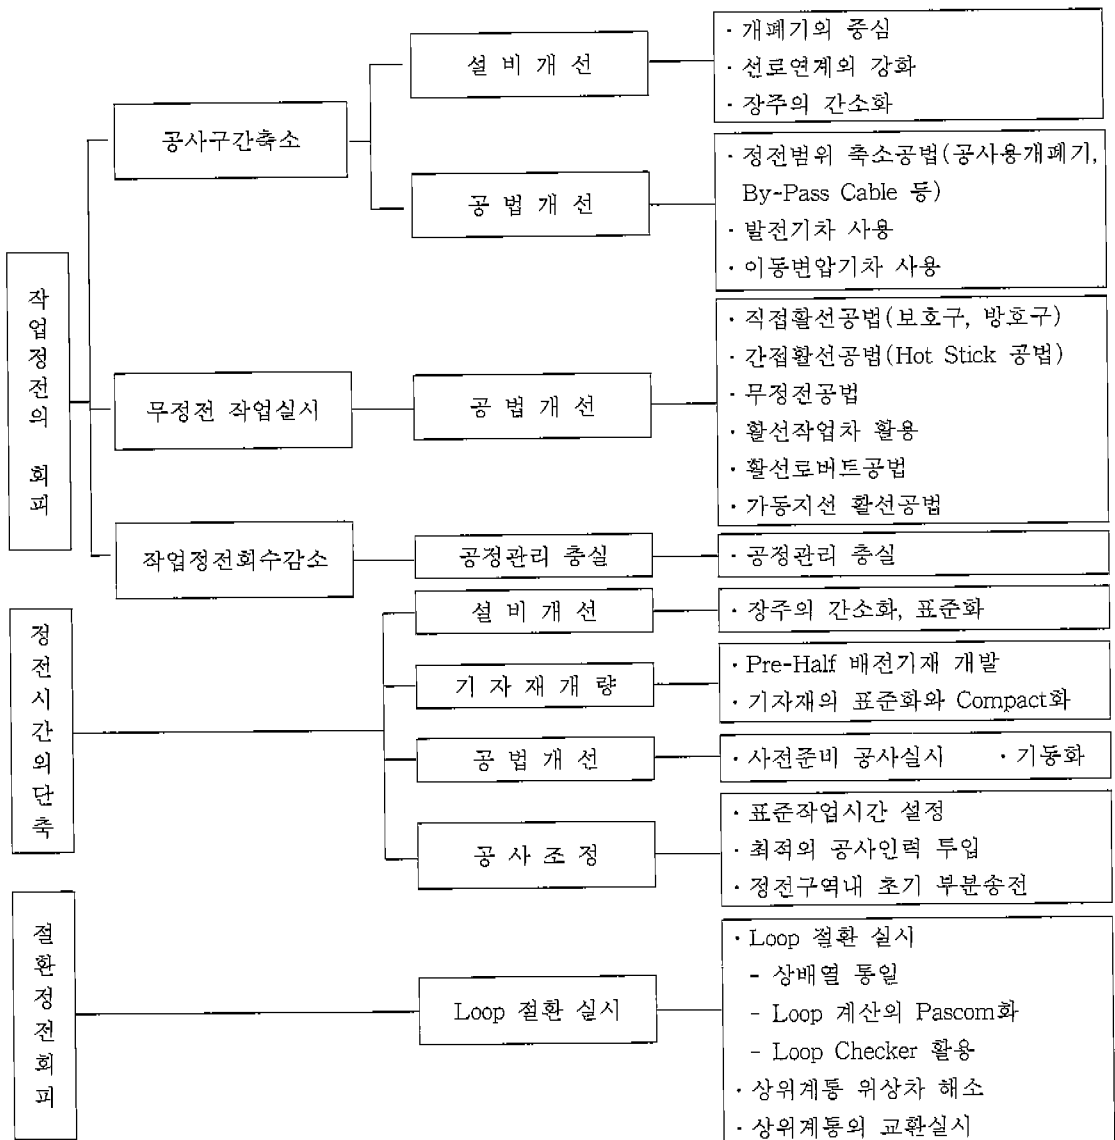 작업정전의 회피
공사구간축소
설 비 개 선
· 개폐기의 중심
· 선로연계의 강화
· 장주의 간소화
공 법 개 선
· 정전범위 축소공법(공사용개폐기,
By-Pass Cable 등)
· 발전기차 사용
· 이동변압기차 사용
무정전 작업실시
공 법 개 선
· 직접활선공법(보호구, 방호구)
· 간접활선공법(Hot Stick 공법)
· 무정전공법
· 활선작업차 활용
· 활선로버트공법
· 가동지선 활선공법
작업정전회수감소
공정관리 충실
· 공정관리 충실
정전시간의단축
설 비 개 선
· 장주의 간소화, 표준화
기 자 재 개 량
· Pre-Half 배전기재 개발
· 기자재의 표준화와 Compact화
공 법 개 선
· 사전준비 공사실시 · 기동화
공 사 조 정
· 표준작업시간 설정
· 최적의 공사인력 투입
· 정전구역내 초기 부분송전
절환정전회피
Loop 절환 실시
· Loop 절환 실시
- 상배열 통일
- Loop 계산의 Pascom화
- Loop Checker 활용
· 상위계통 위상차 해소
· 상위계통의 교환실시